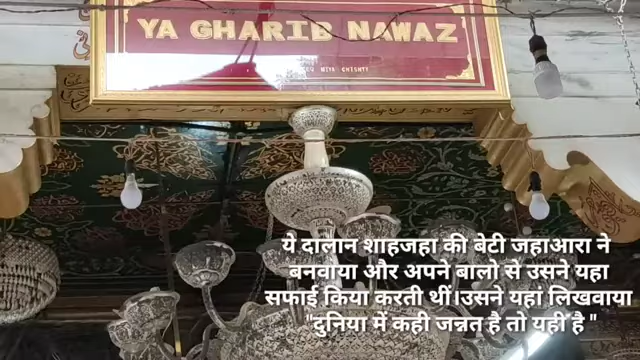 YA GHARIB NAWAZ
ये दालान शाहजहा की बेटी जहाआरा ने
बनवाया और अपने बालो से उसने यहा
सफाई किया करती थीं।उसने यहां लिखवाया
"दुनिया में कही जन्नत है तो यही है "